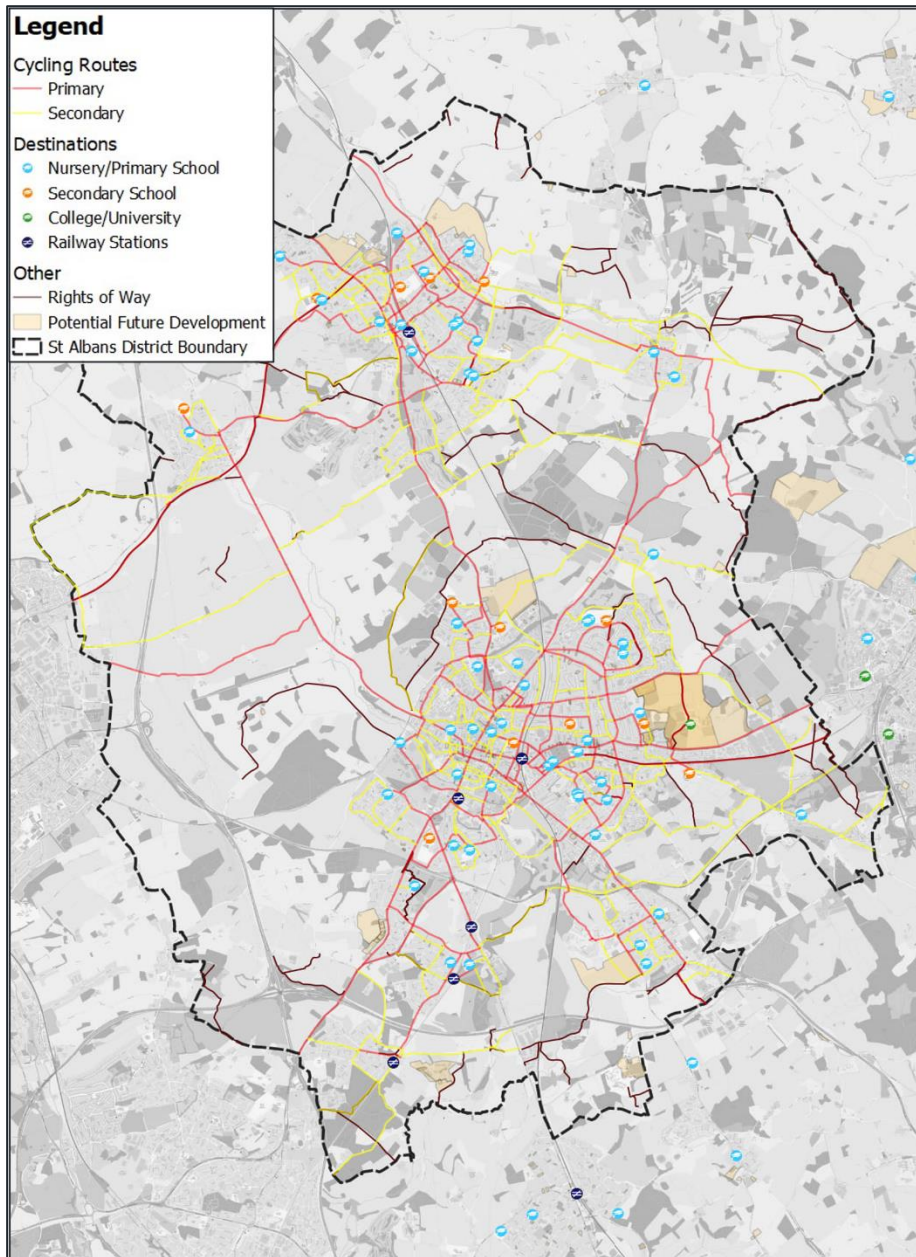 Legend
Cycling Routes
Primary
Secondary
Destinations
Nursery/Primary School
Secondary School
College/University
Railway Stations
Other
Rights of Way
Potential Future Development
St Albans District Boundary